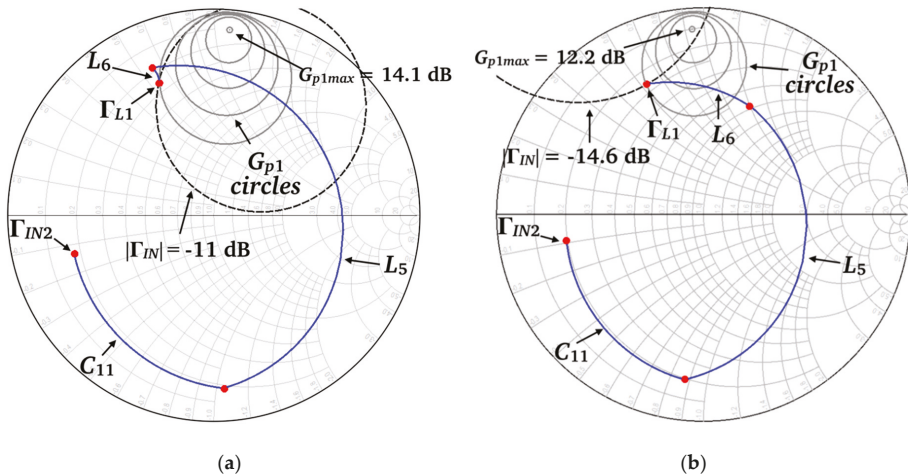 L6
ΓL1
Gp1max = 14.1 dB
Gp1
circles
ΓIN2
|ΓIN| = -11 dB
L5
C11
(a)
Gp1max = 12.2 dB
Gp1
circles
ΓL1
L6
|ΓIN| = -14.6 dB
ΓIN2
L5
C11
(b)